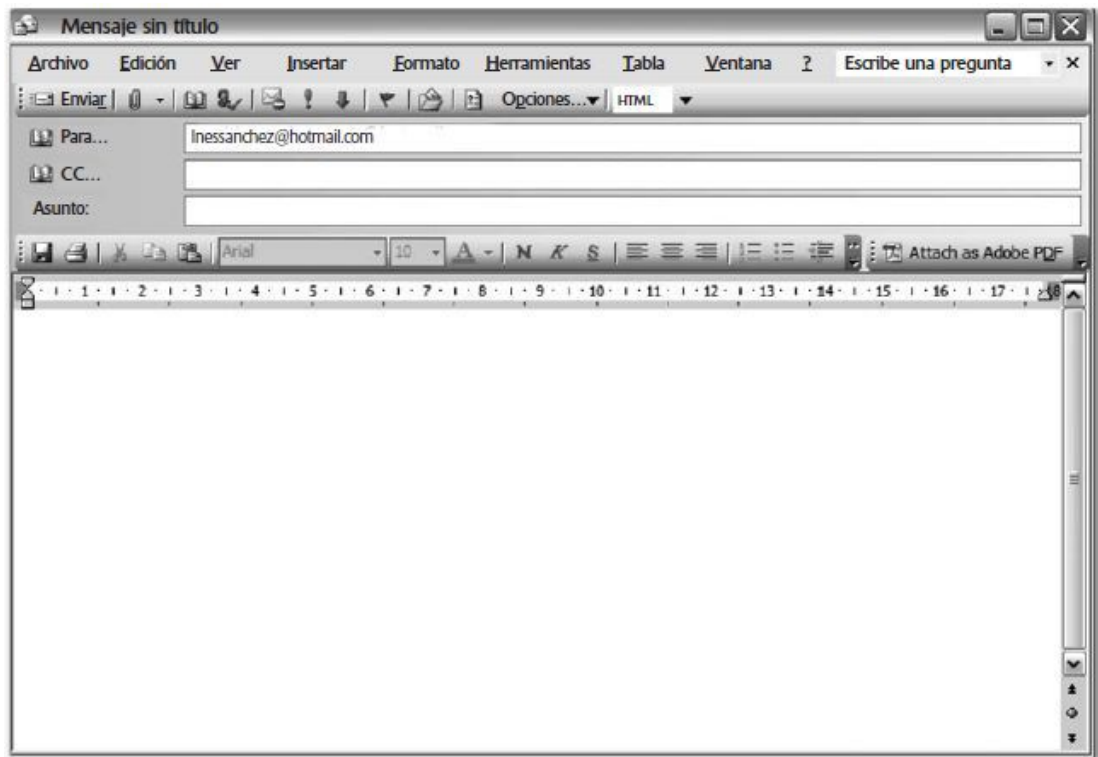 Mensaje sin título
Archivo Edición Ver Insertar Formato Herramientas Tabla Ventana ? Escribe una pregunta
Enviar Opciones... HTML
Para... Inessanchez@hotmail.com
CC...
Asunto:
Arial 10 A N K S Attach as Adobe PDF
1 2 3 4 5 6 7 8 9 10 11 12 13 14 15 16 17 18